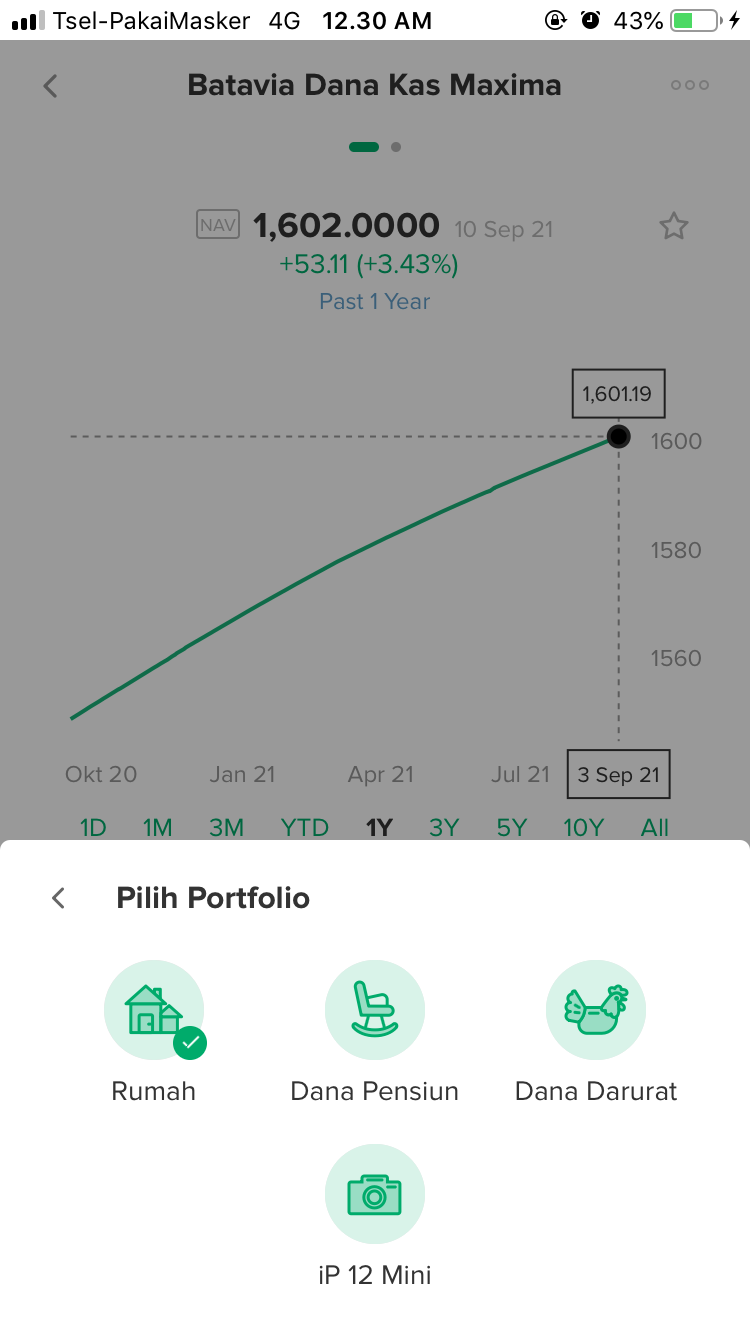 Tsel-PakaiMasker 4G 12.30 AM 43%
Batavia Dana Kas Maxima
NAV 1,602.0000 10 Sep 21
+53.11 (+3.43%)
Past 1 Year
1,601.19
1600
1580
1560
Okt 20 Jan 21 Apr 21 Jul 21 3 Sep 21
1D 1M 3M YTD 1Y 3Y 5Y 10Y All
Pilih Portfolio
Rumah Dana Pensiun Dana Darurat
iP 12 Mini